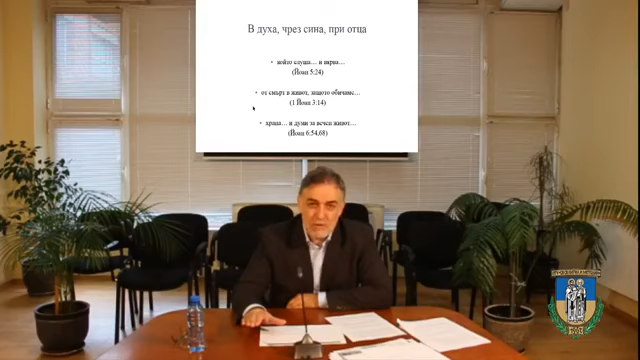 В духа, чрез сина, при отца
• който слуша... и вярва...
(Йоан 5:24)
• от смърт в живот, защото обичаме...
(1 Йоан 3:14)
• храна... и думи за вечен живот...
(Йоан 6:54,68)